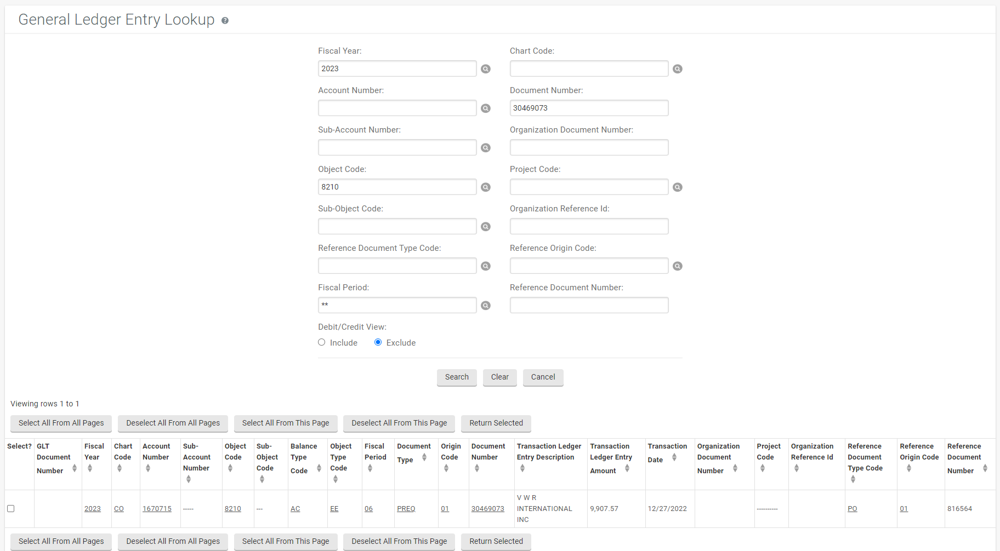 General Ledger Entry Lookup
Fiscal Year: Chart Code:
2023
Account Number: Document Number:
30469073
Sub-Account Number: Organization Document Number:
Object Code: Project Code:
8210
Sub-Object Code: Organization Reference Id:
Reference Document Type Code: Reference Origin Code:
Fiscal Period: Reference Document Number:
**
Debit/Credit View:
Include Exclude
Search Clear Cancel
Viewing rows 1 to 1
Select All From All Pages Deselect All From All Pages Select All From This Page Deselect All From This Page Return Selected
Select? GLT Document Number Fiscal Year Chart Code Account Number Sub-Account Number Object Code Sub-Object Code Balance Type Code Object Type Code Fiscal Period Document Type Origin Code Document Number Transaction Ledger Entry Description Transaction Ledger Entry Amount Transaction Date Organization Document Number Project Code Organization Reference Id Reference Document Type Code Reference Origin Code Reference Document Number
2023 CO 1670715 ----- 8210 --- AC EE 06 PREQ 01 30469073 V W R INTERNATIONAL INC 9,907.57 12/27/2022 ---------- PO 01 816564
Select All From All Pages Deselect All From All Pages Select All From This Page Deselect All From This Page Return Selected